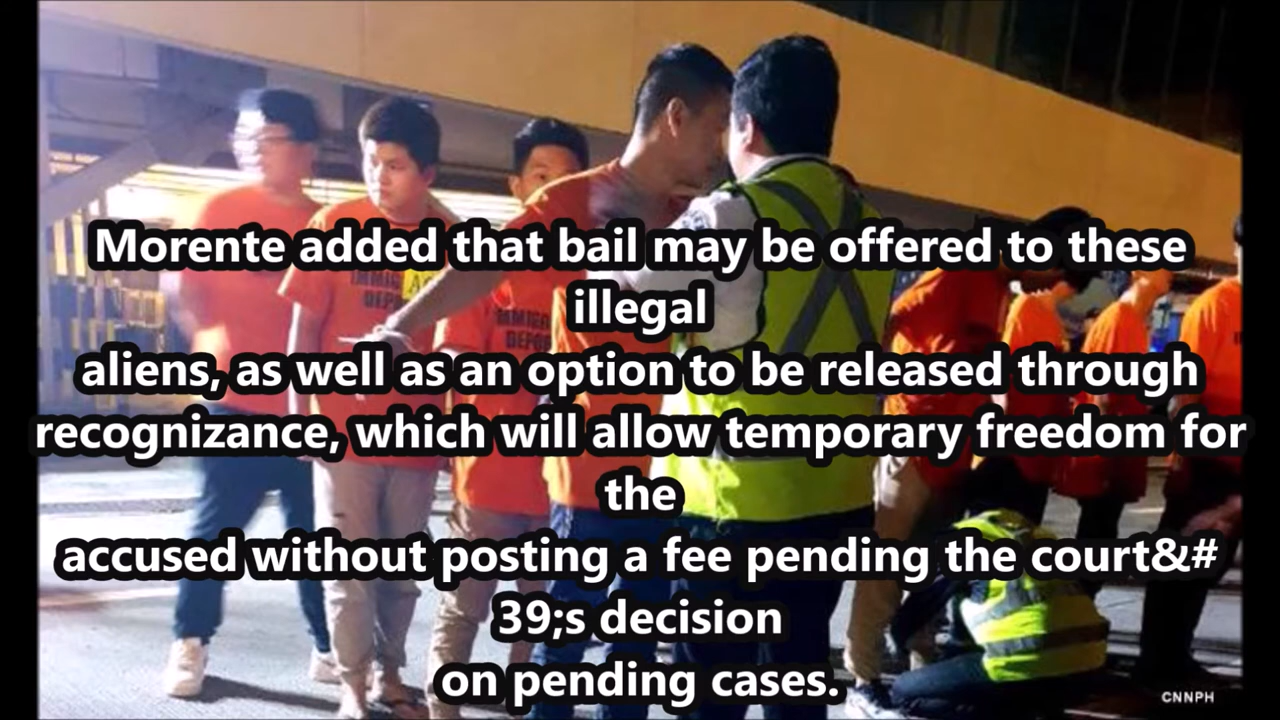 Morente added that bail may be offered to these
illegal
aliens, as well as an option to be released through
recognizance, which will allow temporary freedom for
the
accused without posting a fee pending the court&#
39;s decision
on pending cases.
CNNPH